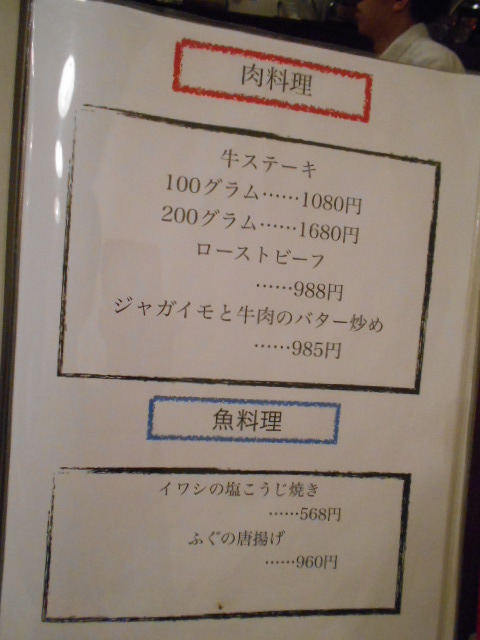 肉料理
牛ステーキ
100グラム……1080円
200グラム……1680円
ローストビーフ
……988円
ジャガイモと牛肉のバター炒め
……985円
魚料理
イワシの塩こうじ焼き
……568円
ふぐの唐揚げ
……960円